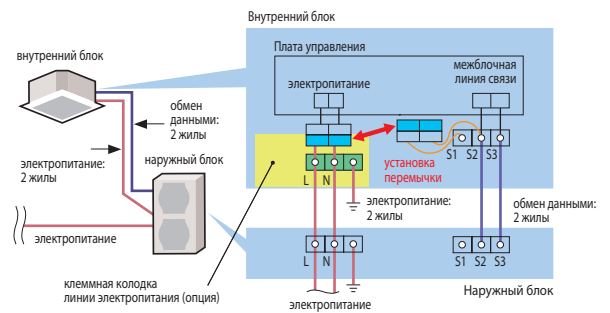 Внутренний блок
Плата управления
внутренний блок
межблочная
линия связи
электропитание
обмен
данными:
2 жилы
электропитание:
2 жилы
наружный блок
S1 S2 S3
установка
перемычки
L N
электропитание:
2 жилы
обмен данными:
2 жилы
электропитание
L N
S1 S2 S3
клеммная колодка
линии электропитания (опция)
Наружный блок
электропитание